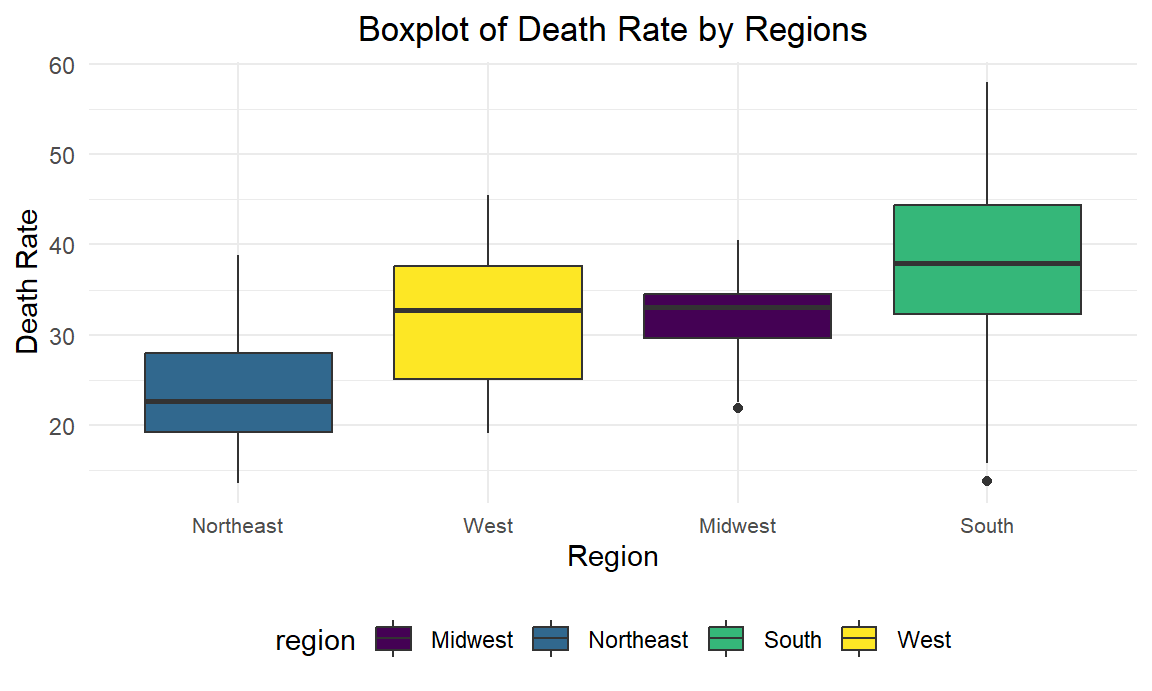 Boxplot of Death Rate by Regions
60
50
40
30
20
Death Rate
Northeast West Midwest South
Region
region Midwest Northeast South West